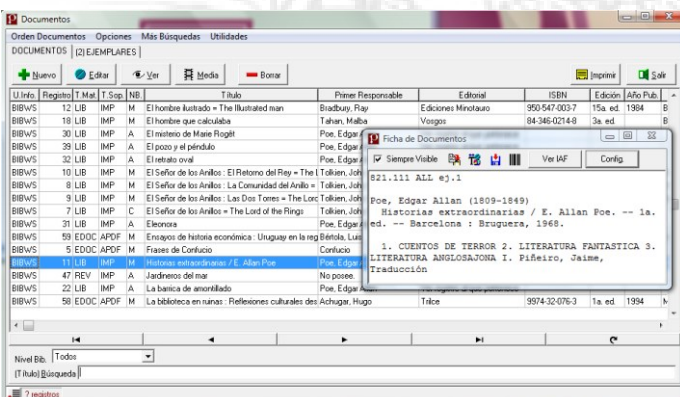 Documentos
Orden Documentos Opciones Más Búsquedas Utilidades
DOCUMENTOS (2) EJEMPLARES
Nuevo Editar Ver Media Borrar Imprimir Salir
U.Info. Registro T.Mat. T.Sop. NB. Título Primer Responsable Editorial ISBN Edición Año Pub.
BIBWS 12 LIB IMP M El hombre ilustrado = The Illustrated man Bradbury, Ray Ediciones Minotauro 950-547-003-7 15a. ed. 1984 B
BIBWS 18 LIB IMP M El hombre que calculaba Tahan, Malba Vosgos 84-346-0214-8 3a. ed.
BIBWS 30 LIB IMP A El misterio de Marie Rogêt Poe, Edgar
BIBWS 39 LIB IMP A El pozo y el péndulo Poe, Edgar
BIBWS 32 LIB IMP A El retrato oval Poe, Edgar
BIBWS 10 LIB IMP M El Señor de los Anillos : El Retorno del Rey = The L Tolkien, Joh
BIBWS 8 LIB IMP M El Señor de los Anillos : La Comunidad del Anillo = Tolkien, Joh
BIBWS 9 LIB IMP M El Señor de los Anillos : Las Dos Torres = The Lord Tolkien, Joh
BIBWS 7 LIB IMP C El Señor de los Anillos = The Lord of the Rings Tolkien, Joh
BIBWS 31 LIB IMP A Eleonora Poe, Edgar
BIBWS 59 EDOC APDF M Ensayos de historia económica : Uruguay en la reg Bértola, Luis
BIBWS 5 EDOC APDF M Frases de Confucio Confucio
BIBWS 11 LIB IMP M Historias extraordinarias / E. Allan Poe Poe, Edgar
BIBWS 47 REV IMP A Jardineros del mar No posee.
BIBWS 22 LIB IMP A La barrica de amontillado Poe, Edgar
BIBWS 58 EDOC APDF M La biblioteca en ruinas : Reflexiones culturales des Achugar, Hugo Trilce 9974-32-076-3 1a. ed. 1994
Ficha de Documentos
Siempre Visible Ver IAF Config.
821.111 ALL ej.1
Poe, Edgar Allan (1809-1849)
Historias extraordinarias / E. Allan Poe. -- 1a.
ed. -- Barcelona : Bruguera, 1968.
1. CUENTOS DE TERROR 2. LITERATURA FANTASTICA 3.
LITERATURA ANGLOSAJONA I. Piñeiro, Jaime,
Traducción
Nivel Bib. Todos
(Título) Búsqueda
? registros